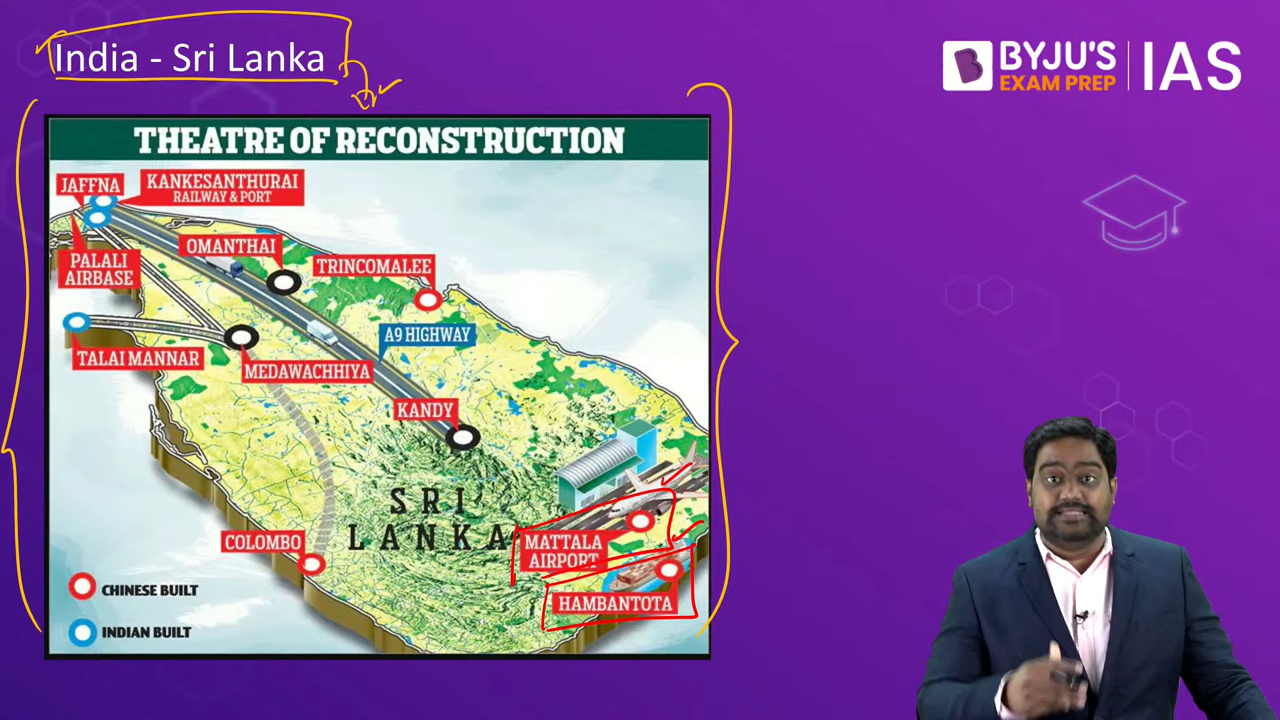 India - Sri Lanka
BYJU'S
EXAM PREP
IAS
THEATRE OF RECONSTRUCTION
JAFFNA
KANKESANTHURAI
RAILWAY & PORT
OMANTHAI
TRINCOMALEE
PALALI
AIRBASE
A9 HIGHWAY
TALAI MANNAR
MEDAWACHHIYA
KANDY
SRI
LANKA
COLOMBO
MATTALA
AIRPORT
HAMBANTOTA
CHINESE BUILT
INDIAN BUILT